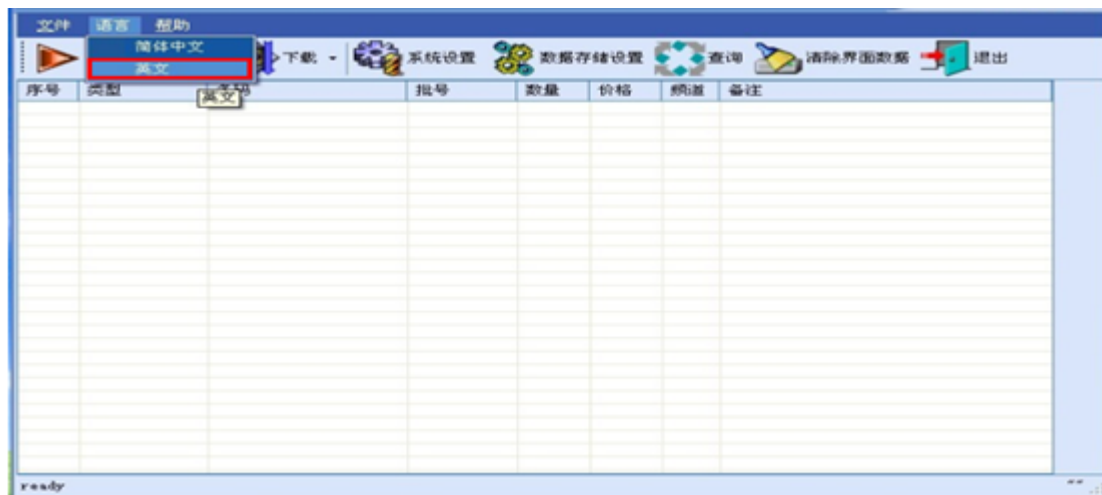 文件 语言 帮助
简体中文
英文
下载 系统设置 数据存储设置 查询 清除界面数据 退出
序号 类型 条码 批号 数量 价格 频道 备注
英文
ready